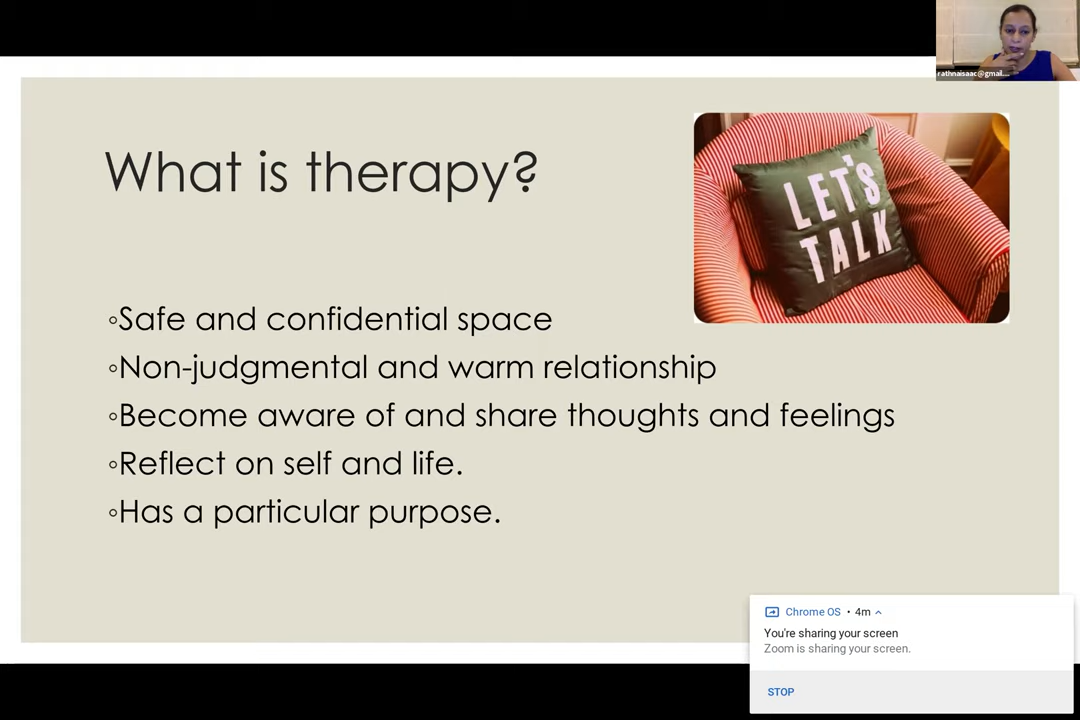 rathnaisaac@gmail...
What is therapy?
LET'S
TALK
◦Safe and confidential space
◦Non-judgmental and warm relationship
◦Become aware of and share thoughts and feelings
◦Reflect on self and life.
◦Has a particular purpose.
Chrome OS • 4m
You're sharing your screen
Zoom is sharing your screen.
STOP